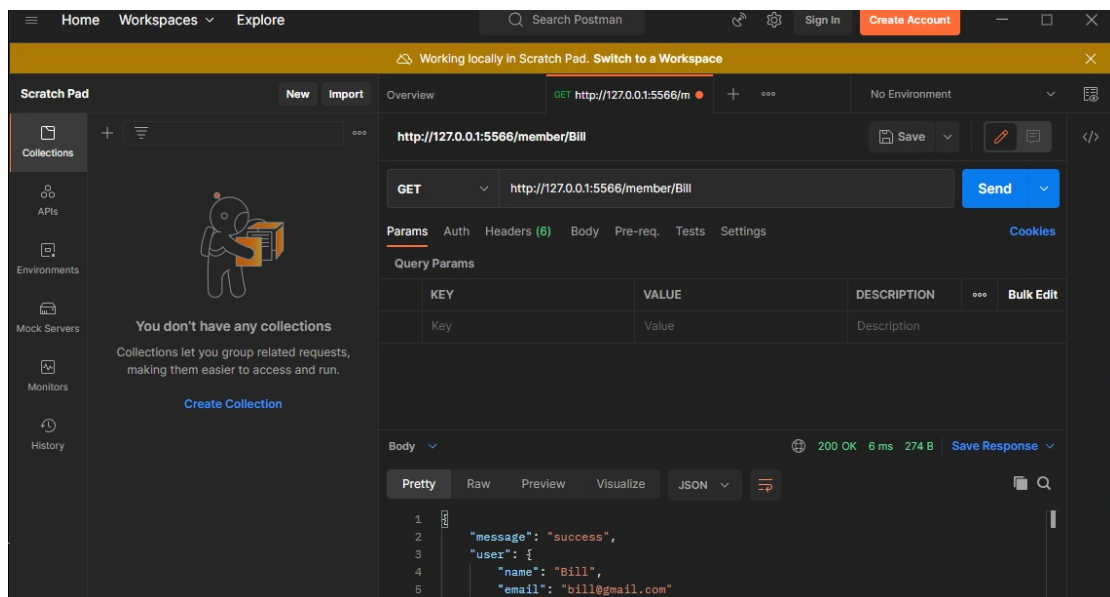 Home Workspaces Explore Search Postman Sign In Create Account
Working locally in Scratch Pad. Switch to a Workspace
Scratch Pad New Import
Overview GET http://127.0.0.1:5566/m No Environment
Collections
APIs
Environments
Mock Servers
Monitors
History
You don't have any collections
Collections let you group related requests,
making them easier to access and run.
Create Collection
http://127.0.0.1:5566/member/Bill Save
GET http://127.0.0.1:5566/member/Bill Send
Params Auth Headers (6) Body Pre-req. Tests Settings Cookies
Query Params
KEY VALUE DESCRIPTION Bulk Edit
Key Value Description
Body 200 OK 6 ms 274 B Save Response
Pretty Raw Preview Visualize JSON
1 {
2 "message": "success",
3 "user": {
4 "name": "Bill",
5 "email": "bill@gmail.com"